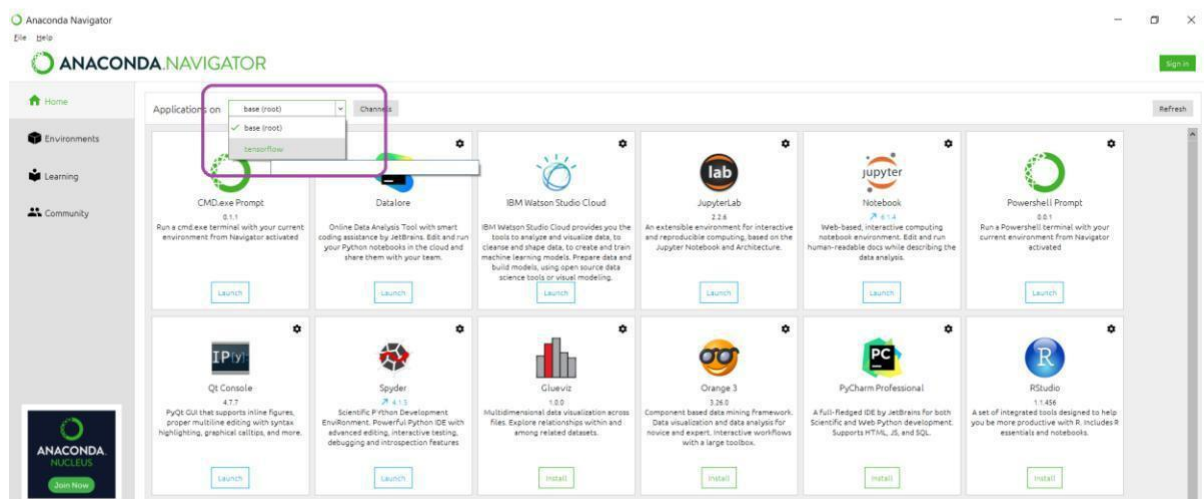 Anaconda Navigator
File Help
ANACONDA.NAVIGATOR
Sign in
Home
Environments
Learning
Community
Applications on
base (root)
Channels
Refresh
base (root)
tensorflow
CMD.exe Prompt
0.1.1
Run a cmd.exe terminal with your current
environment from Navigator activated
Launch
Datalore
Online Data Analysis Tool with smart
coding assistance by JetBrains. Edit and run
your Python notebooks in the cloud and
share them with your team.
Launch
IBM Watson Studio Cloud
IBM Watson Studio Cloud provides you the
tools to analyze and visualize data, to
cleanse and shape data, to create and train
machine learning models. Prepare data and
build models, using open source data
science tools or visual modeling.
Launch
lab
JupyterLab
2.2.6
An extensible environment for interactive
and reproducible computing, based on the
Jupyter Notebook and Architecture.
Launch
jupyter
Notebook
6.1.4
Web-based, interactive computing
notebook environment. Edit and run
human-readable docs while describing the
data analysis.
Launch
Powershell Prompt
0.0.1
Run a Powershell terminal with your
current environment from Navigator
activated
Launch
IP[y]:
Qt Console
4.7.7
PyQt GUI that supports inline figures,
proper multiline editing with syntax
highlighting, graphical calltips, and more.
Launch
Spyder
4.1.5
Scientific PYthon Development
EnviRonment. Powerful Python IDE with
advanced editing, interactive testing,
debugging and introspection features
Launch
Glueviz
1.0.0
Multidimensional data visualization across
files. Explore relationships within and
among related datasets.
Install
Orange 3
3.26.0
Component based data mining framework.
Data visualization and data analysis for
novice and expert. Interactive workflows
with a large toolbox.
Install
PC
PyCharm Professional
A full-fledged IDE by JetBrains for both
Scientific and Web Python development.
Supports HTML, JS, and SQL.
Install
R
RStudio
1.1.456
A set of integrated tools designed to help
you be more productive with R. Includes R
essentials and notebooks.
Install
ANACONDA.
NUCLEUS
Join Now